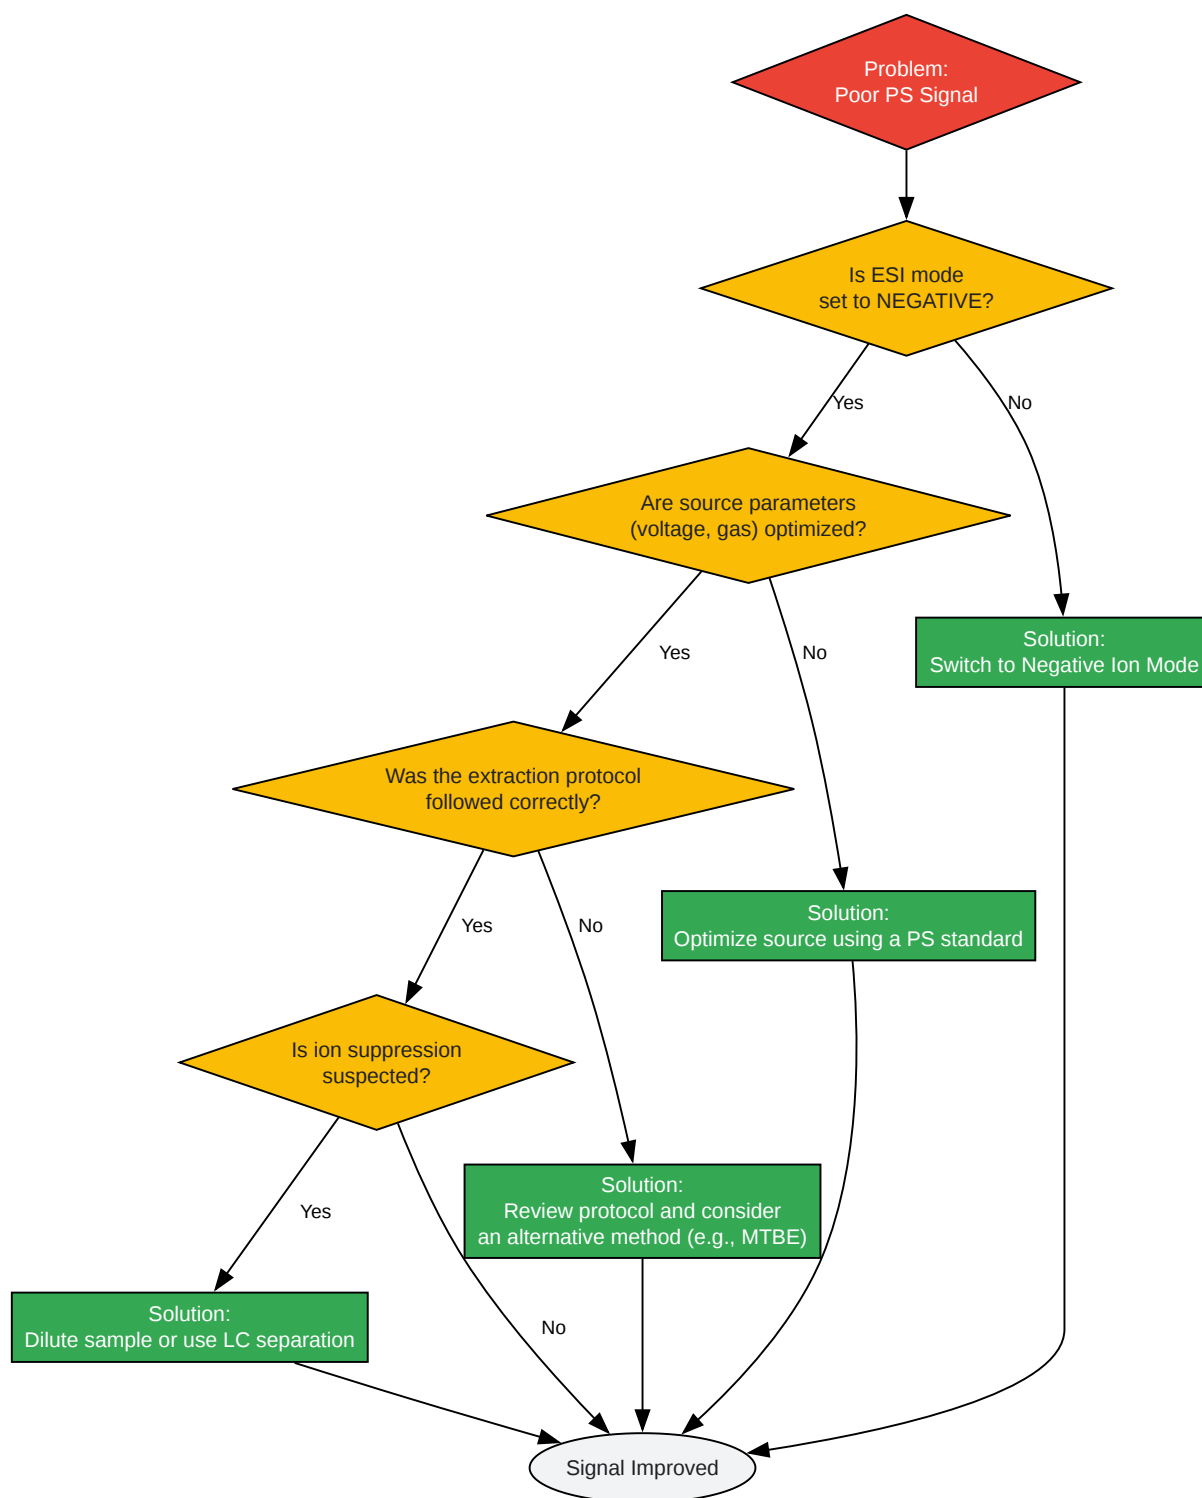 Problem:
Poor PS Signal
Is ESI mode
set to NEGATIVE?
Yes
No
Are source parameters
(voltage, gas) optimized?
Solution:
Switch to Negative Ion Mode
Yes
No
Was the extraction protocol
followed correctly?
Solution:
Optimize source using a PS standard
Yes
No
Is ion suppression
suspected?
Solution:
Review protocol and consider
an alternative method (e.g., MTBE)
Yes
No
Solution:
Dilute sample or use LC separation
Signal Improved